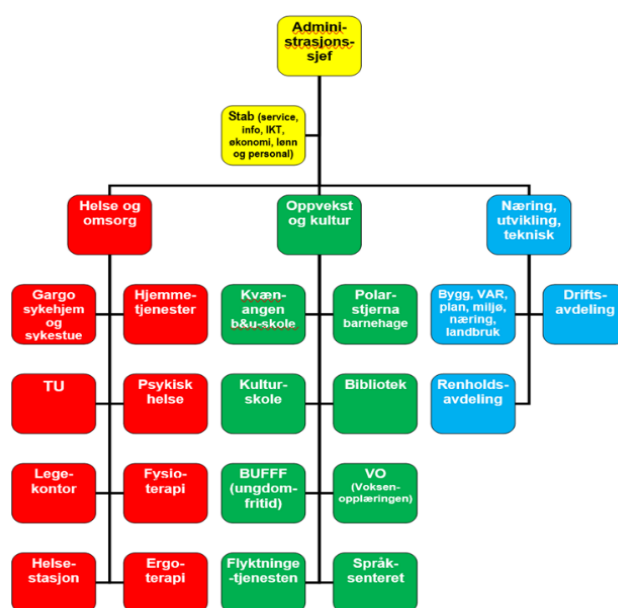 Admini-
strasjons-
sjef
Stab (service,
info, IKT,
økonomi, lønn
og personal)
Helse og
omsorg
Oppvekst
og kultur
Næring,
utvikling,
teknisk
Gargo
sykehjem
og
sykestue
Hjemme-
tjenester
Kvæn-
angen
b&u-skole
Polar-
stjerna
barnehage
Bygg, VAR,
plan, miljø,
næring,
landbruk
Drifts-
avdeling
TU
Psykisk
helse
Kultur-
skole
Bibliotek
Renholds-
avdeling
Lege-
kontor
Fysio-
terapi
BUFFF
(ungdom-
fritid)
VO
(Voksen-
opplæringen)
Helse-
stasjon
Ergo-
terapi
Flyktninge
-tjenesten
Språk-
senteret